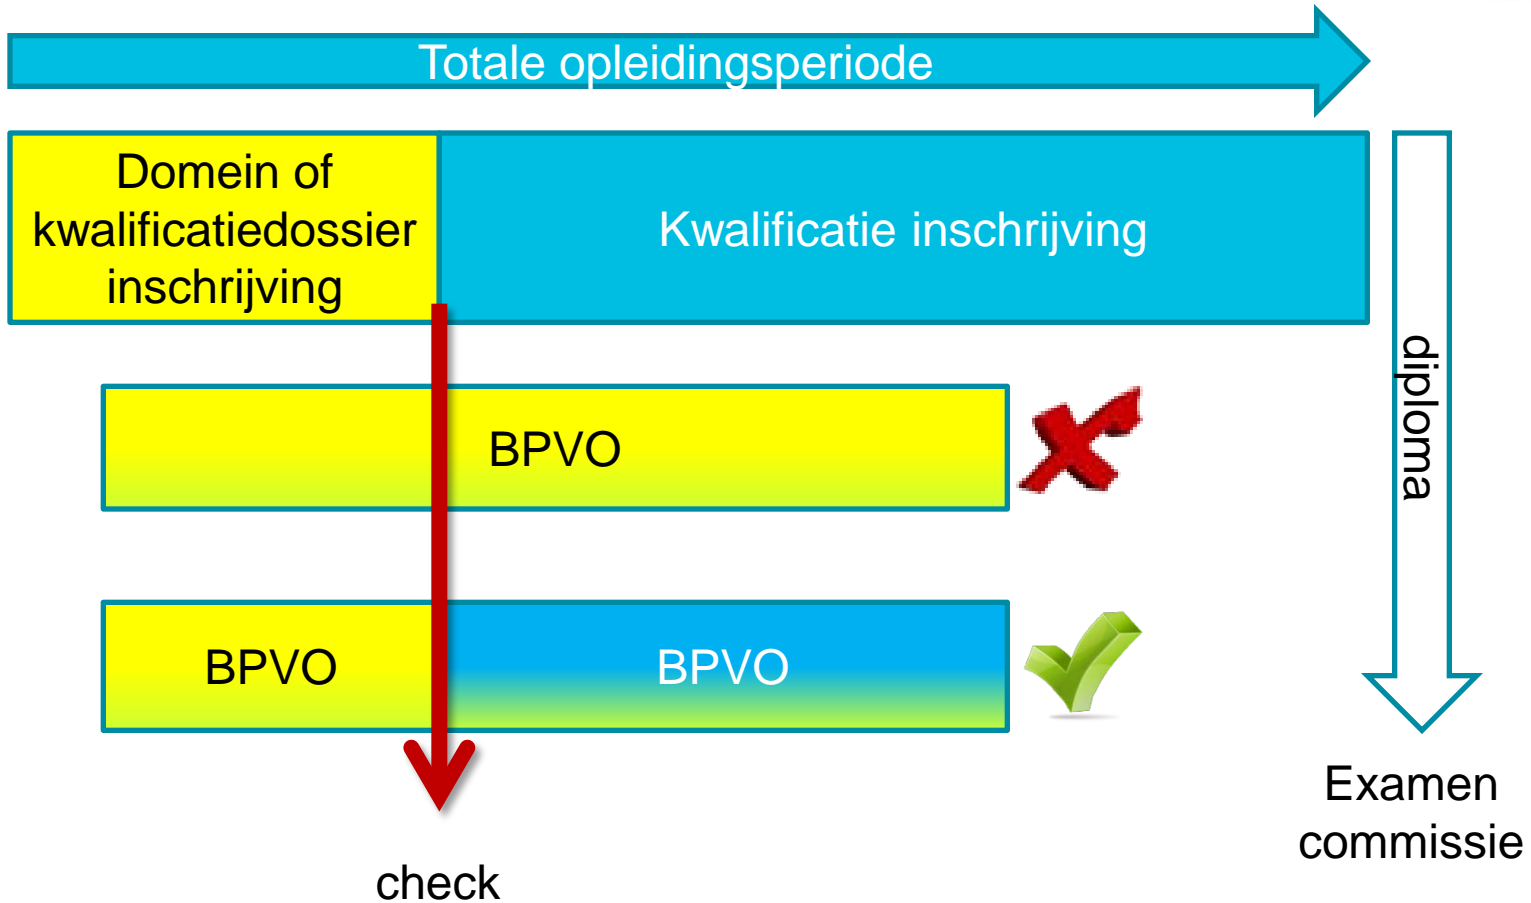 Totale opleidingsperiode
Domein of
kwalificatiedossier
inschrijving
Kwalificatie inschrijving
diploma
BPVO
BPVO
BPVO
Examen
commissie
check